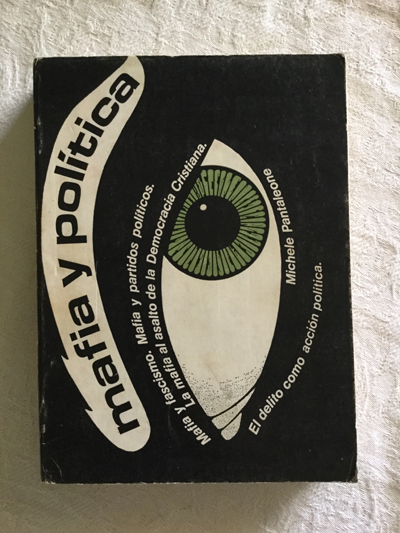 mafia y política
Mafia y fascismo. Mafia y partidos políticos.
La mafia al asalto de la Democracia Cristiana.
Michele Pantaleone
El delito como acción política.